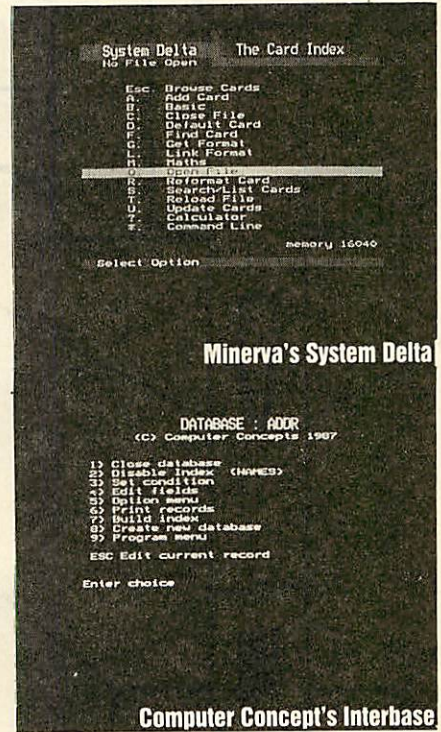 System Delta The Card Index
No File Open
Esc. Browse Cards
A. Add Card
B. Basic
C. Close File
D. Default Card
F. Find Card
G. Get Format
L. Link Format
M. Maths
O. Open File
R. Reformat Card
S. Search/List Cards
T. Reload File
U. Update Cards
?. Calculator
*. Command Line
memory 16040
Select Option
Minerva's System Delta
DATABASE : ADDR
(C) Computer Concepts 1987
1) Close database
2) Disable Index (NAMES)
3) Set condition
4) Edit fields
5) Option menu
6) Print records
7) Build index
8) Create new database
9) Program menu
ESC Edit current record
Enter choice
Computer Concept's Interbase